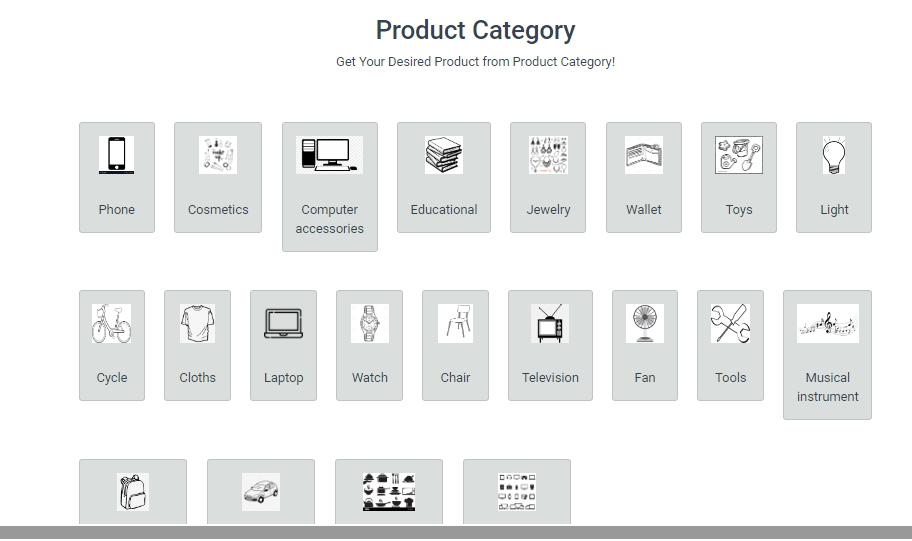 Product Category
Get Your Desired Product from Product Category!
Phone
Cosmetics
Computer
accessories
Educational
Jewelry
Wallet
Toys
Light
Cycle
Cloths
Laptop
Watch
Chair
Television
Fan
Tools
Musical
instrument